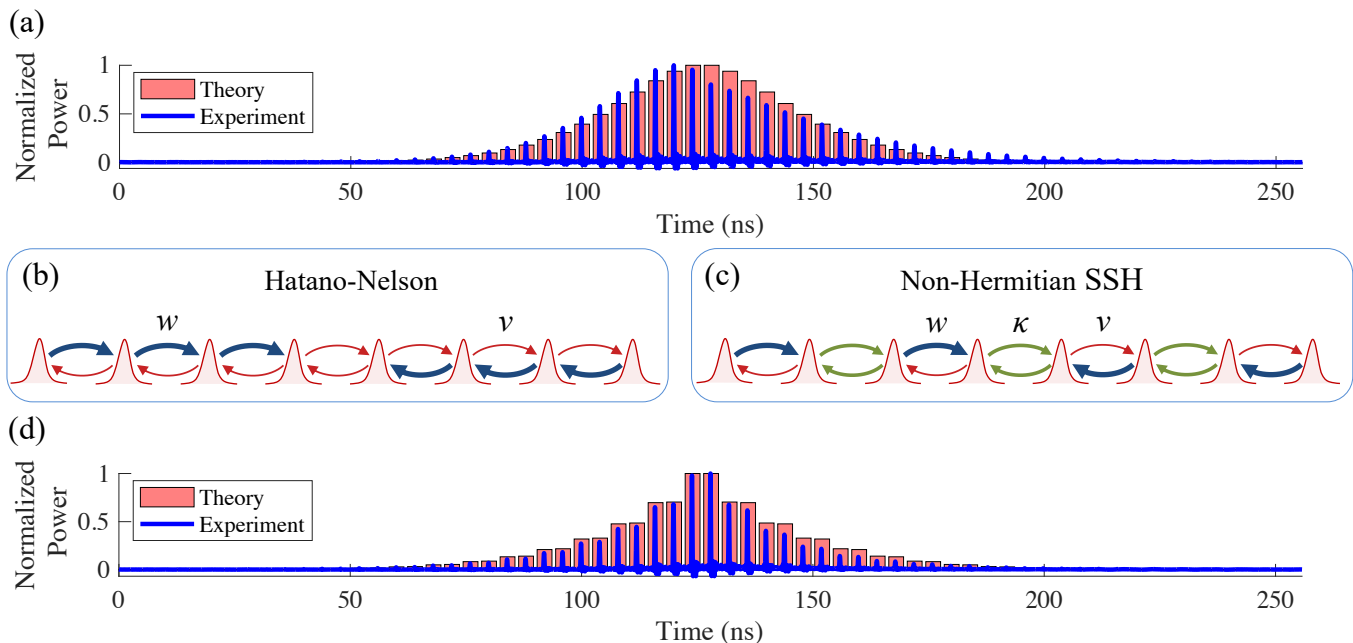 (a)
Normalized
Power
1
0.5
0
Theory
Experiment
0 50 100 150 200 250
Time (ns)
(b)
Hatano-Nelson
w
v
(c)
Non-Hermitian SSH
w κ v
(d)
Normalized
Power
1
0.5
0
Theory
Experiment
0 50 100 150 200 250
Time (ns)